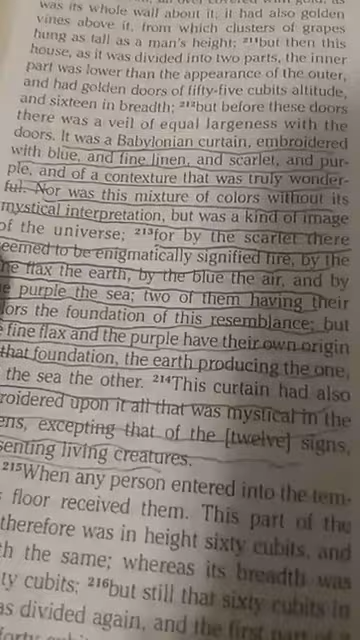 was its whole wall about it, it had also golden
vines above it, from which clusters of grapes
hung as tall as a man's height; 211but then this
house, as it was divided into two parts, the inner
part was lower than the appearance of the outer,
and had golden doors of fifty-five cubits altitude,
and sixteen in breadth; 212but before these doors
there was a veil of equal largeness with the
doors. It was a Babylonian curtain, embroidered
with blue, and fine linen, and scarlet, and pur-
ple, and of a contexture that was truly wonder-
ful. Nor was this mixture of colors without its
mystical interpretation, but was a kind of image
of the universe; 213for by the scarlet there
eemed to be enigmatically signified fire, by the
ne flax the earth, by the blue the air, and by
e purple the sea; two of them having their
lors the foundation of this resemblance; but
fine flax and the purple have their own origin
that foundation, the earth producing the one,
the sea the other. 214This curtain had also
roidered upon it all that was mystical in the
ens, excepting that of the [twelve] signs,
senting living creatures.
215When any person entered into the tem-
floor received them. This part of the
therefore was in height sixty cubits, and
th the same; whereas its breadth was
ty cubits; 216but still that sixty cubits in
as divided again, and the first part of